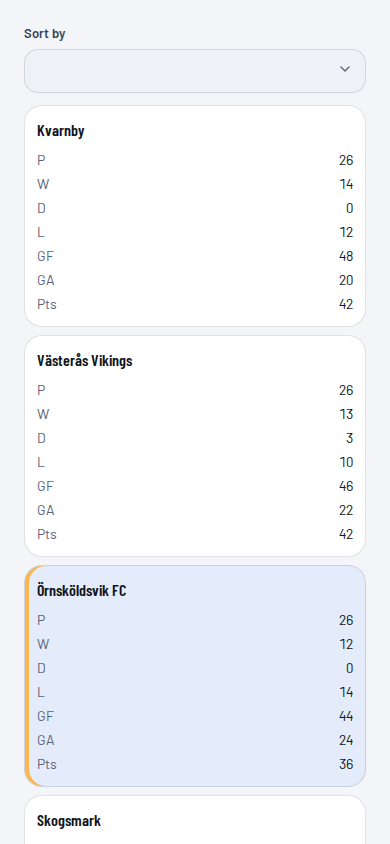 Sort by
Kvarnby
P 26
W 14
D 0
L 12
GF 48
GA 20
Pts 42
Västerås Vikings
P 26
W 13
D 3
L 10
GF 46
GA 22
Pts 42
Örnsköldsvik FC
P 26
W 12
D 0
L 14
GF 44
GA 24
Pts 36
Skogsmark